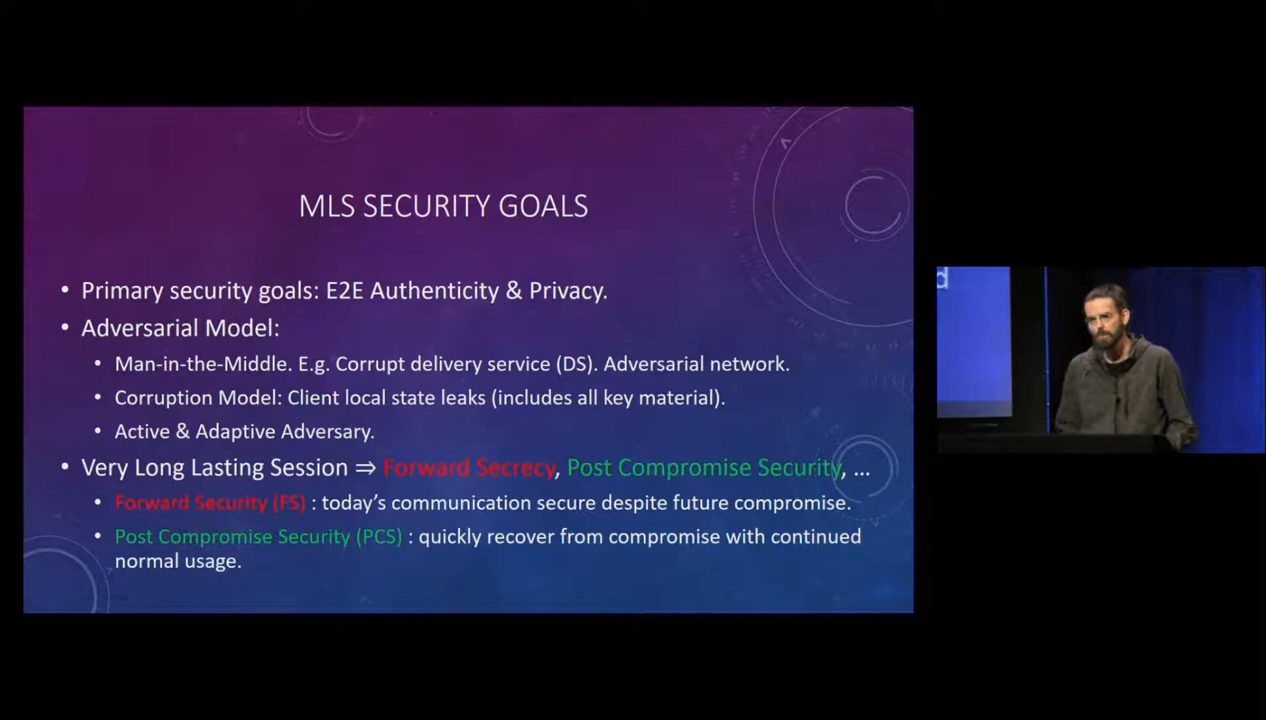 MLS SECURITY GOALS
• Primary security goals: E2E Authenticity & Privacy.
• Adversarial Model:
• Man-in-the-Middle. E.g. Corrupt delivery service (DS). Adversarial network.
• Corruption Model: Client local state leaks (includes all key material).
• Active & Adaptive Adversary.
• Very Long Lasting Session ⇒ Forward Secrecy, Post Compromise Security, ...
• Forward Security (FS) : today's communication secure despite future compromise.
• Post Compromise Security (PCS) : quickly recover from compromise with continued
normal usage.
d